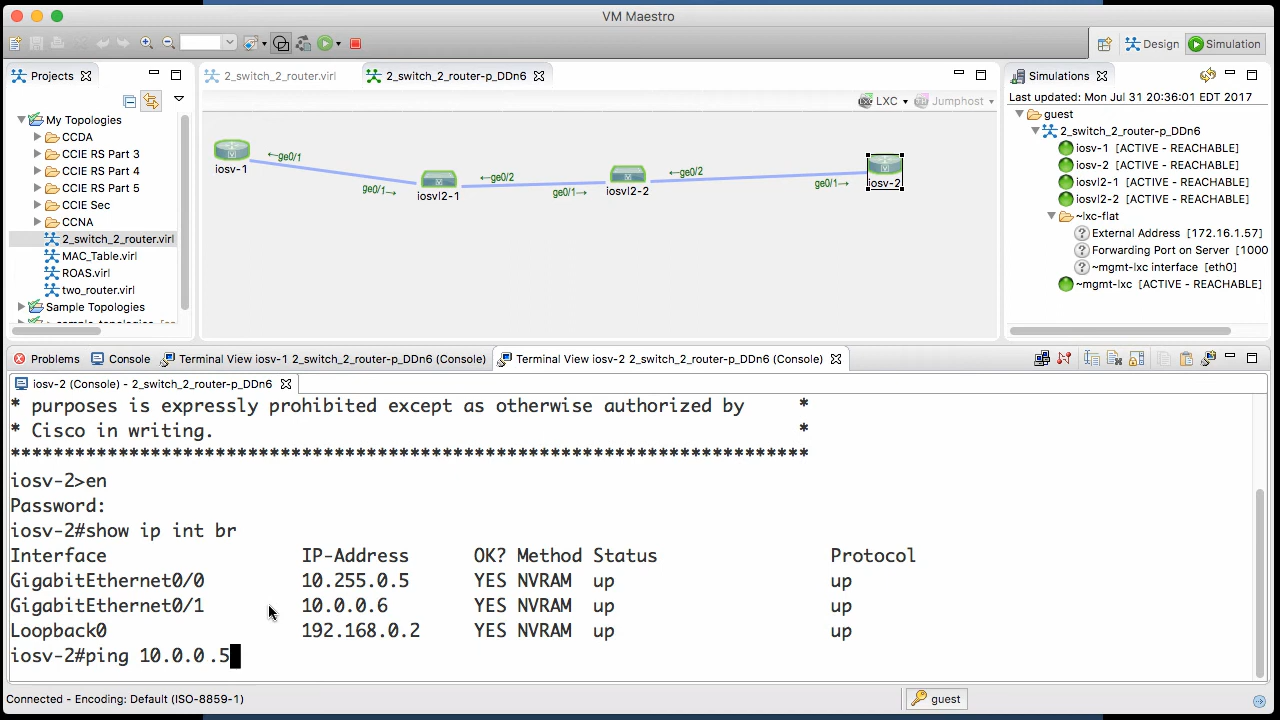 VM Maestro
Design
Simulation
Projects
2_switch_2_router.virl
2_switch_2_router-p_DDn6
Simulations
LXC
Jumphost
Last updated: Mon Jul 31 20:36:01 EDT 2017
My Topologies
CCDA
CCIE RS Part 3
CCIE RS Part 4
CCIE RS Part 5
CCIE Sec
CCNA
2_switch_2_router.virl
MAC_Table.virl
ROAS.virl
two_router.virl
Sample Topologies
iosv-1
←ge0/1
ge0/1→
iosvl2-1
←ge0/2
ge0/1→
iosvl2-2
←ge0/2
ge0/1→
iosv-2
guest
2_switch_2_router-p_DDn6
iosv-1 [ACTIVE - REACHABLE]
iosv-2 [ACTIVE - REACHABLE]
iosvl2-1 [ACTIVE - REACHABLE]
iosvl2-2 [ACTIVE - REACHABLE]
~lxc-flat
External Address [172.16.1.57]
Forwarding Port on Server [1000
~mgmt-lxc interface [eth0]
~mgmt-lxc [ACTIVE - REACHABLE]
Problems
Console
Terminal View iosv-1 2_switch_2_router-p_DDn6 (Console)
Terminal View iosv-2 2_switch_2_router-p_DDn6 (Console)
iosv-2 (Console) - 2_switch_2_router-p_DDn6
* purposes is expressly prohibited except as otherwise authorized by *
* Cisco in writing. *
**************************************************************************
iosv-2>en
Password:
iosv-2#show ip int br
Interface IP-Address OK? Method Status Protocol
GigabitEthernet0/0 10.255.0.5 YES NVRAM up up
GigabitEthernet0/1 10.0.0.6 YES NVRAM up up
Loopback0 192.168.0.2 YES NVRAM up up
iosv-2#ping 10.0.0.5
Connected - Encoding: Default (ISO-8859-1)
guest